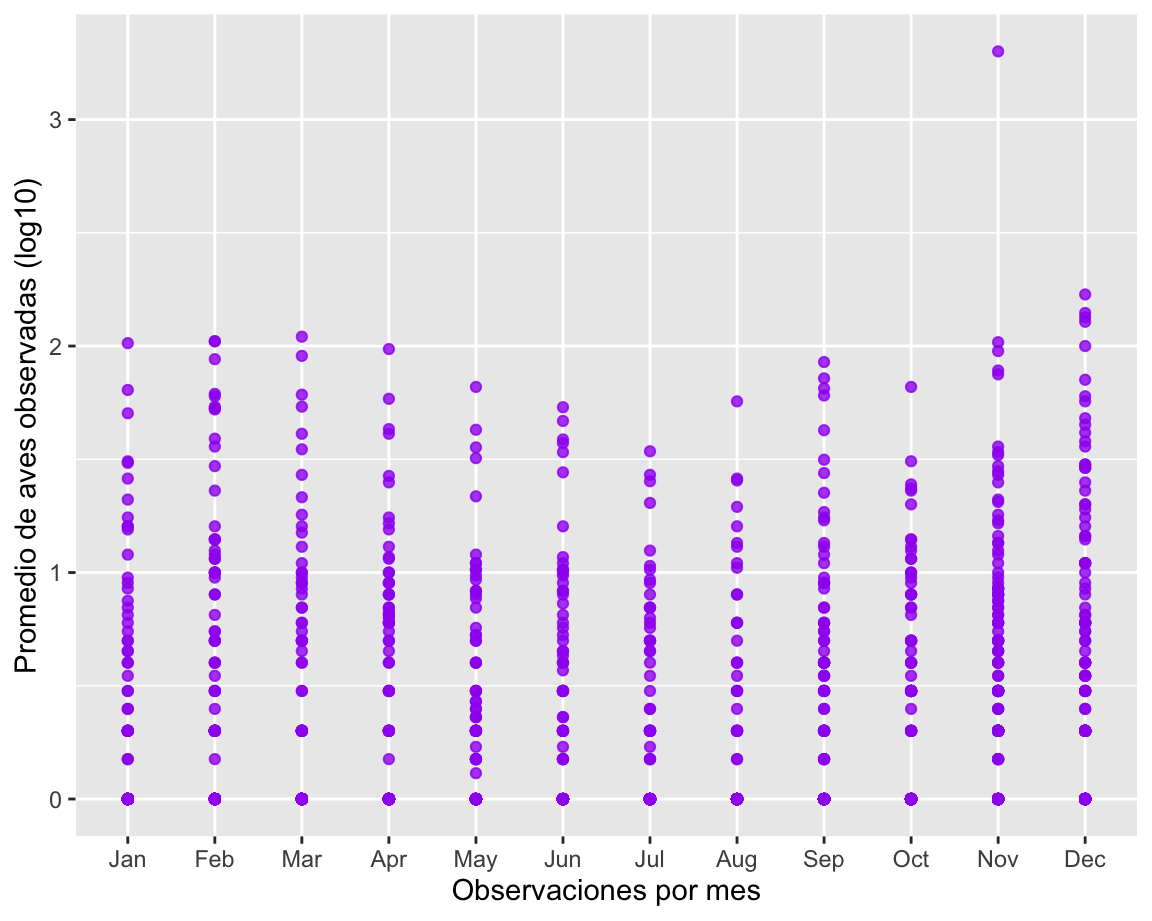 Promedio de aves observadas (log10)
3
2
1
0
Jan Feb Mar Apr May Jun Jul Aug Sep Oct Nov Dec
Observaciones por mes